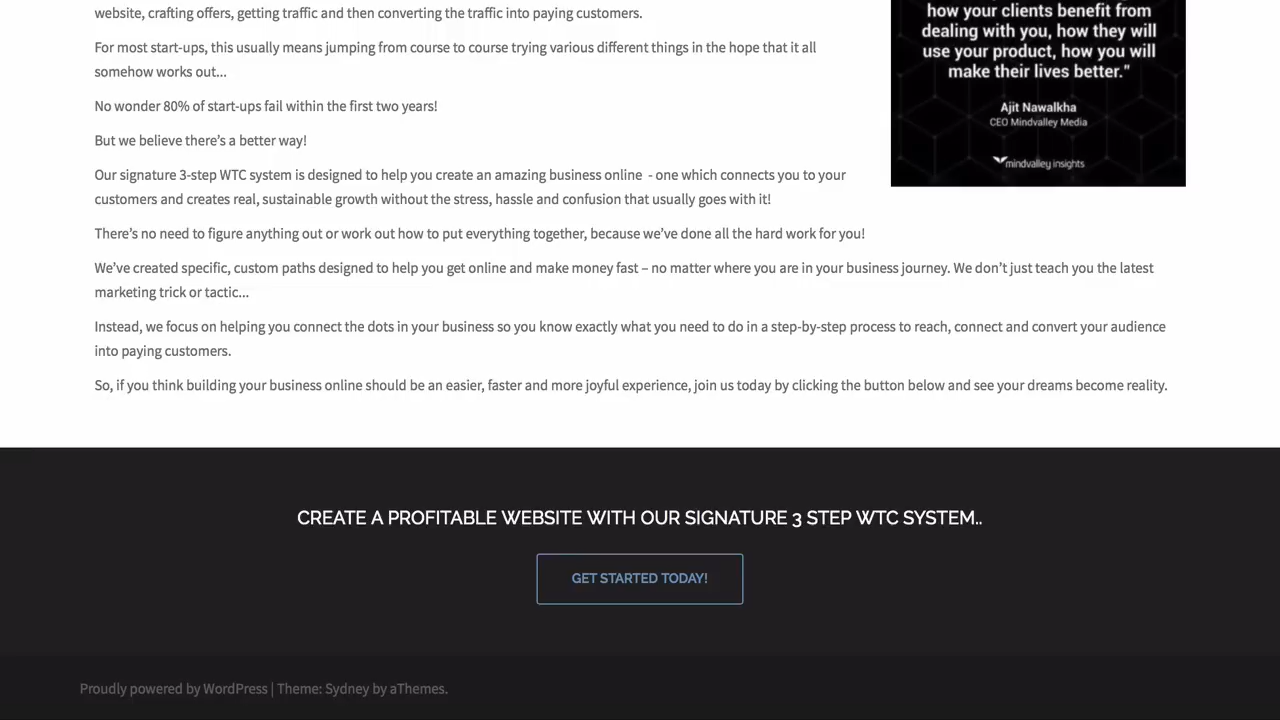 website, crafting offers, getting traffic and then converting the traffic into paying customers.
For most start-ups, this usually means jumping from course to course trying various different things in the hope that it all
somehow works out...
No wonder 80% of start-ups fail within the first two years!
But we believe there’s a better way!
Our signature 3-step WTC system is designed to help you create an amazing business online  - one which connects you to your
customers and creates real, sustainable growth without the stress, hassle and confusion that usually goes with it!
There’s no need to figure anything out or work out how to put everything together, because we’ve done all the hard work for you!
We’ve created specific, custom paths designed to help you get online and make money fast – no matter where you are in your business journey. We don’t just teach you the latest
marketing trick or tactic...
Instead, we focus on helping you connect the dots in your business so you know exactly what you need to do in a step-by-step process to reach, connect and convert your audience
into paying customers.
So, if you think building your business online should be an easier, faster and more joyful experience, join us today by clicking the button below and see your dreams become reality.
how your clients benefit from
dealing with you, how they will
use your product, how you will
make their lives better."
Ajit Nawalkha
CEO Mindvalley Media
mindvalley insights
CREATE A PROFITABLE WEBSITE WITH OUR SIGNATURE 3 STEP WTC SYSTEM..
GET STARTED TODAY!
Proudly powered by WordPress | Theme: Sydney by aThemes.